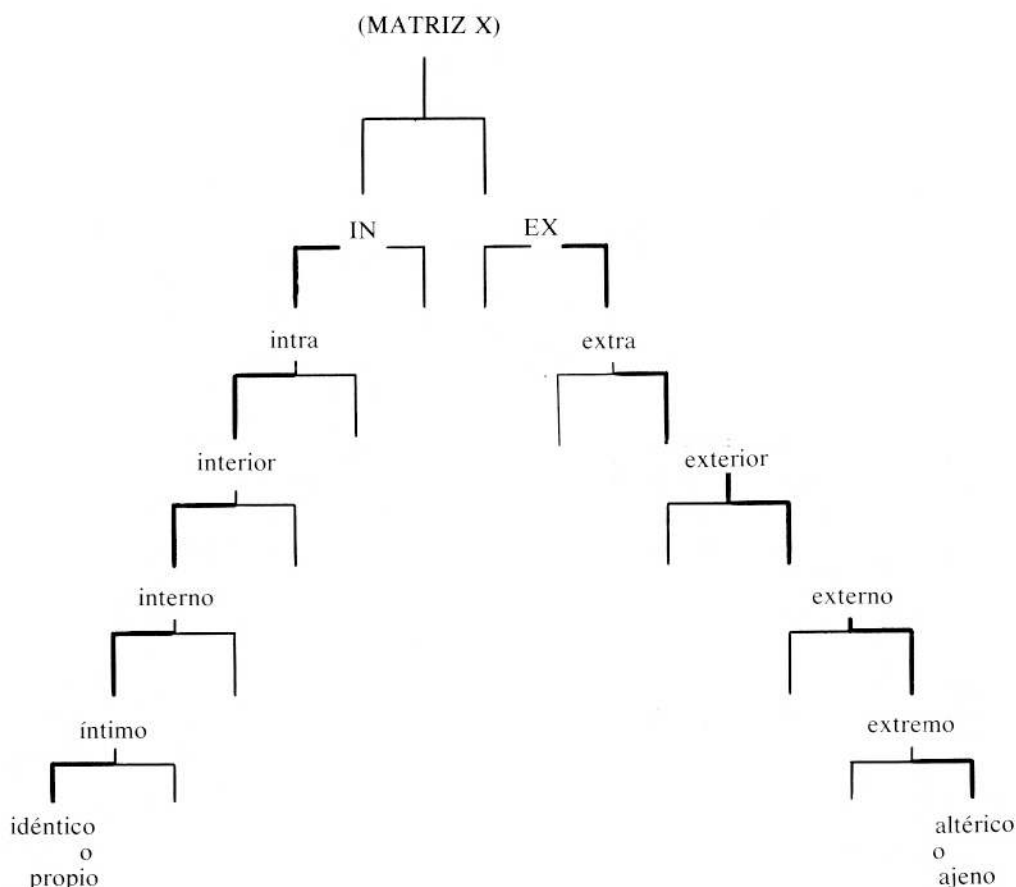 (MATRIZ X)
IN EX
intra extra
interior exterior
interno externo
íntimo extremo
idéntico altérico
o o
propio ajeno